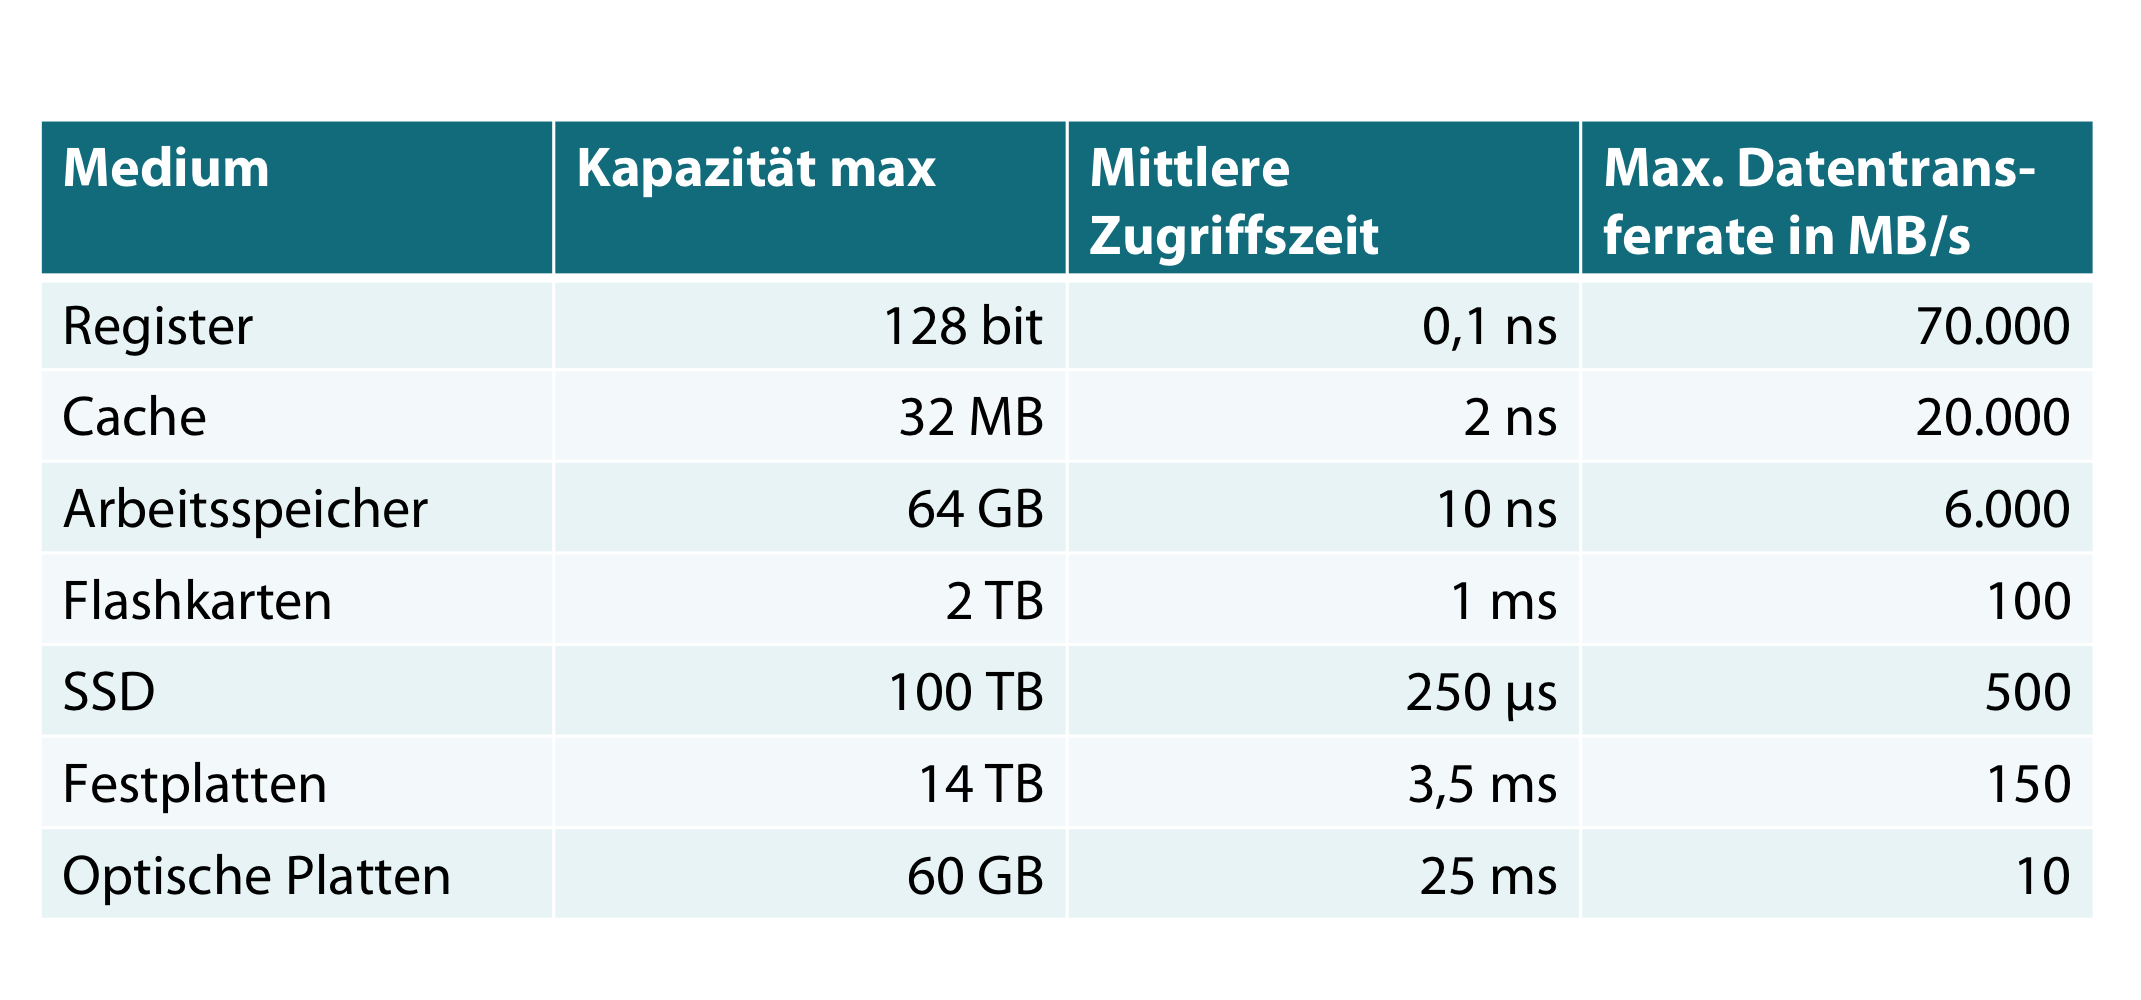 Medium Kapazität max Mittlere Zugriffszeit Max. Datentrans-
ferrate in MB/s
Register 128 bit 0,1 ns 70.000
Cache 32 MB 2 ns 20.000
Arbeitsspeicher 64 GB 10 ns 6.000
Flashkarten 2 TB 1 ms 100
SSD 100 TB 250 µs 500
Festplatten 14 TB 3,5 ms 150
Optische Platten 60 GB 25 ms 10